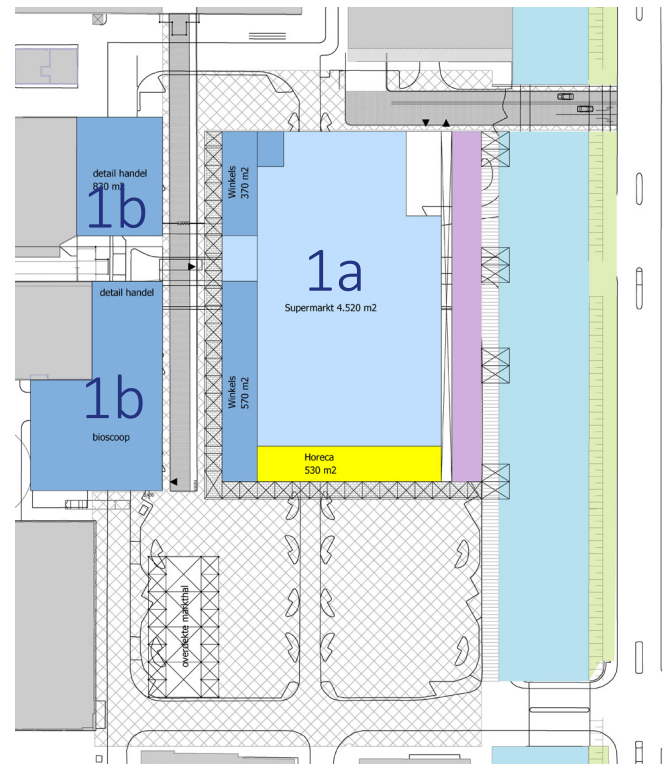 detail handel
830 m2
1b
Winkels
370 m2
1a
Supermarkt 4.520 m2
detail handel
1b
bioscoop
Winkels
570 m2
Horeca
530 m2
overdekte markthal